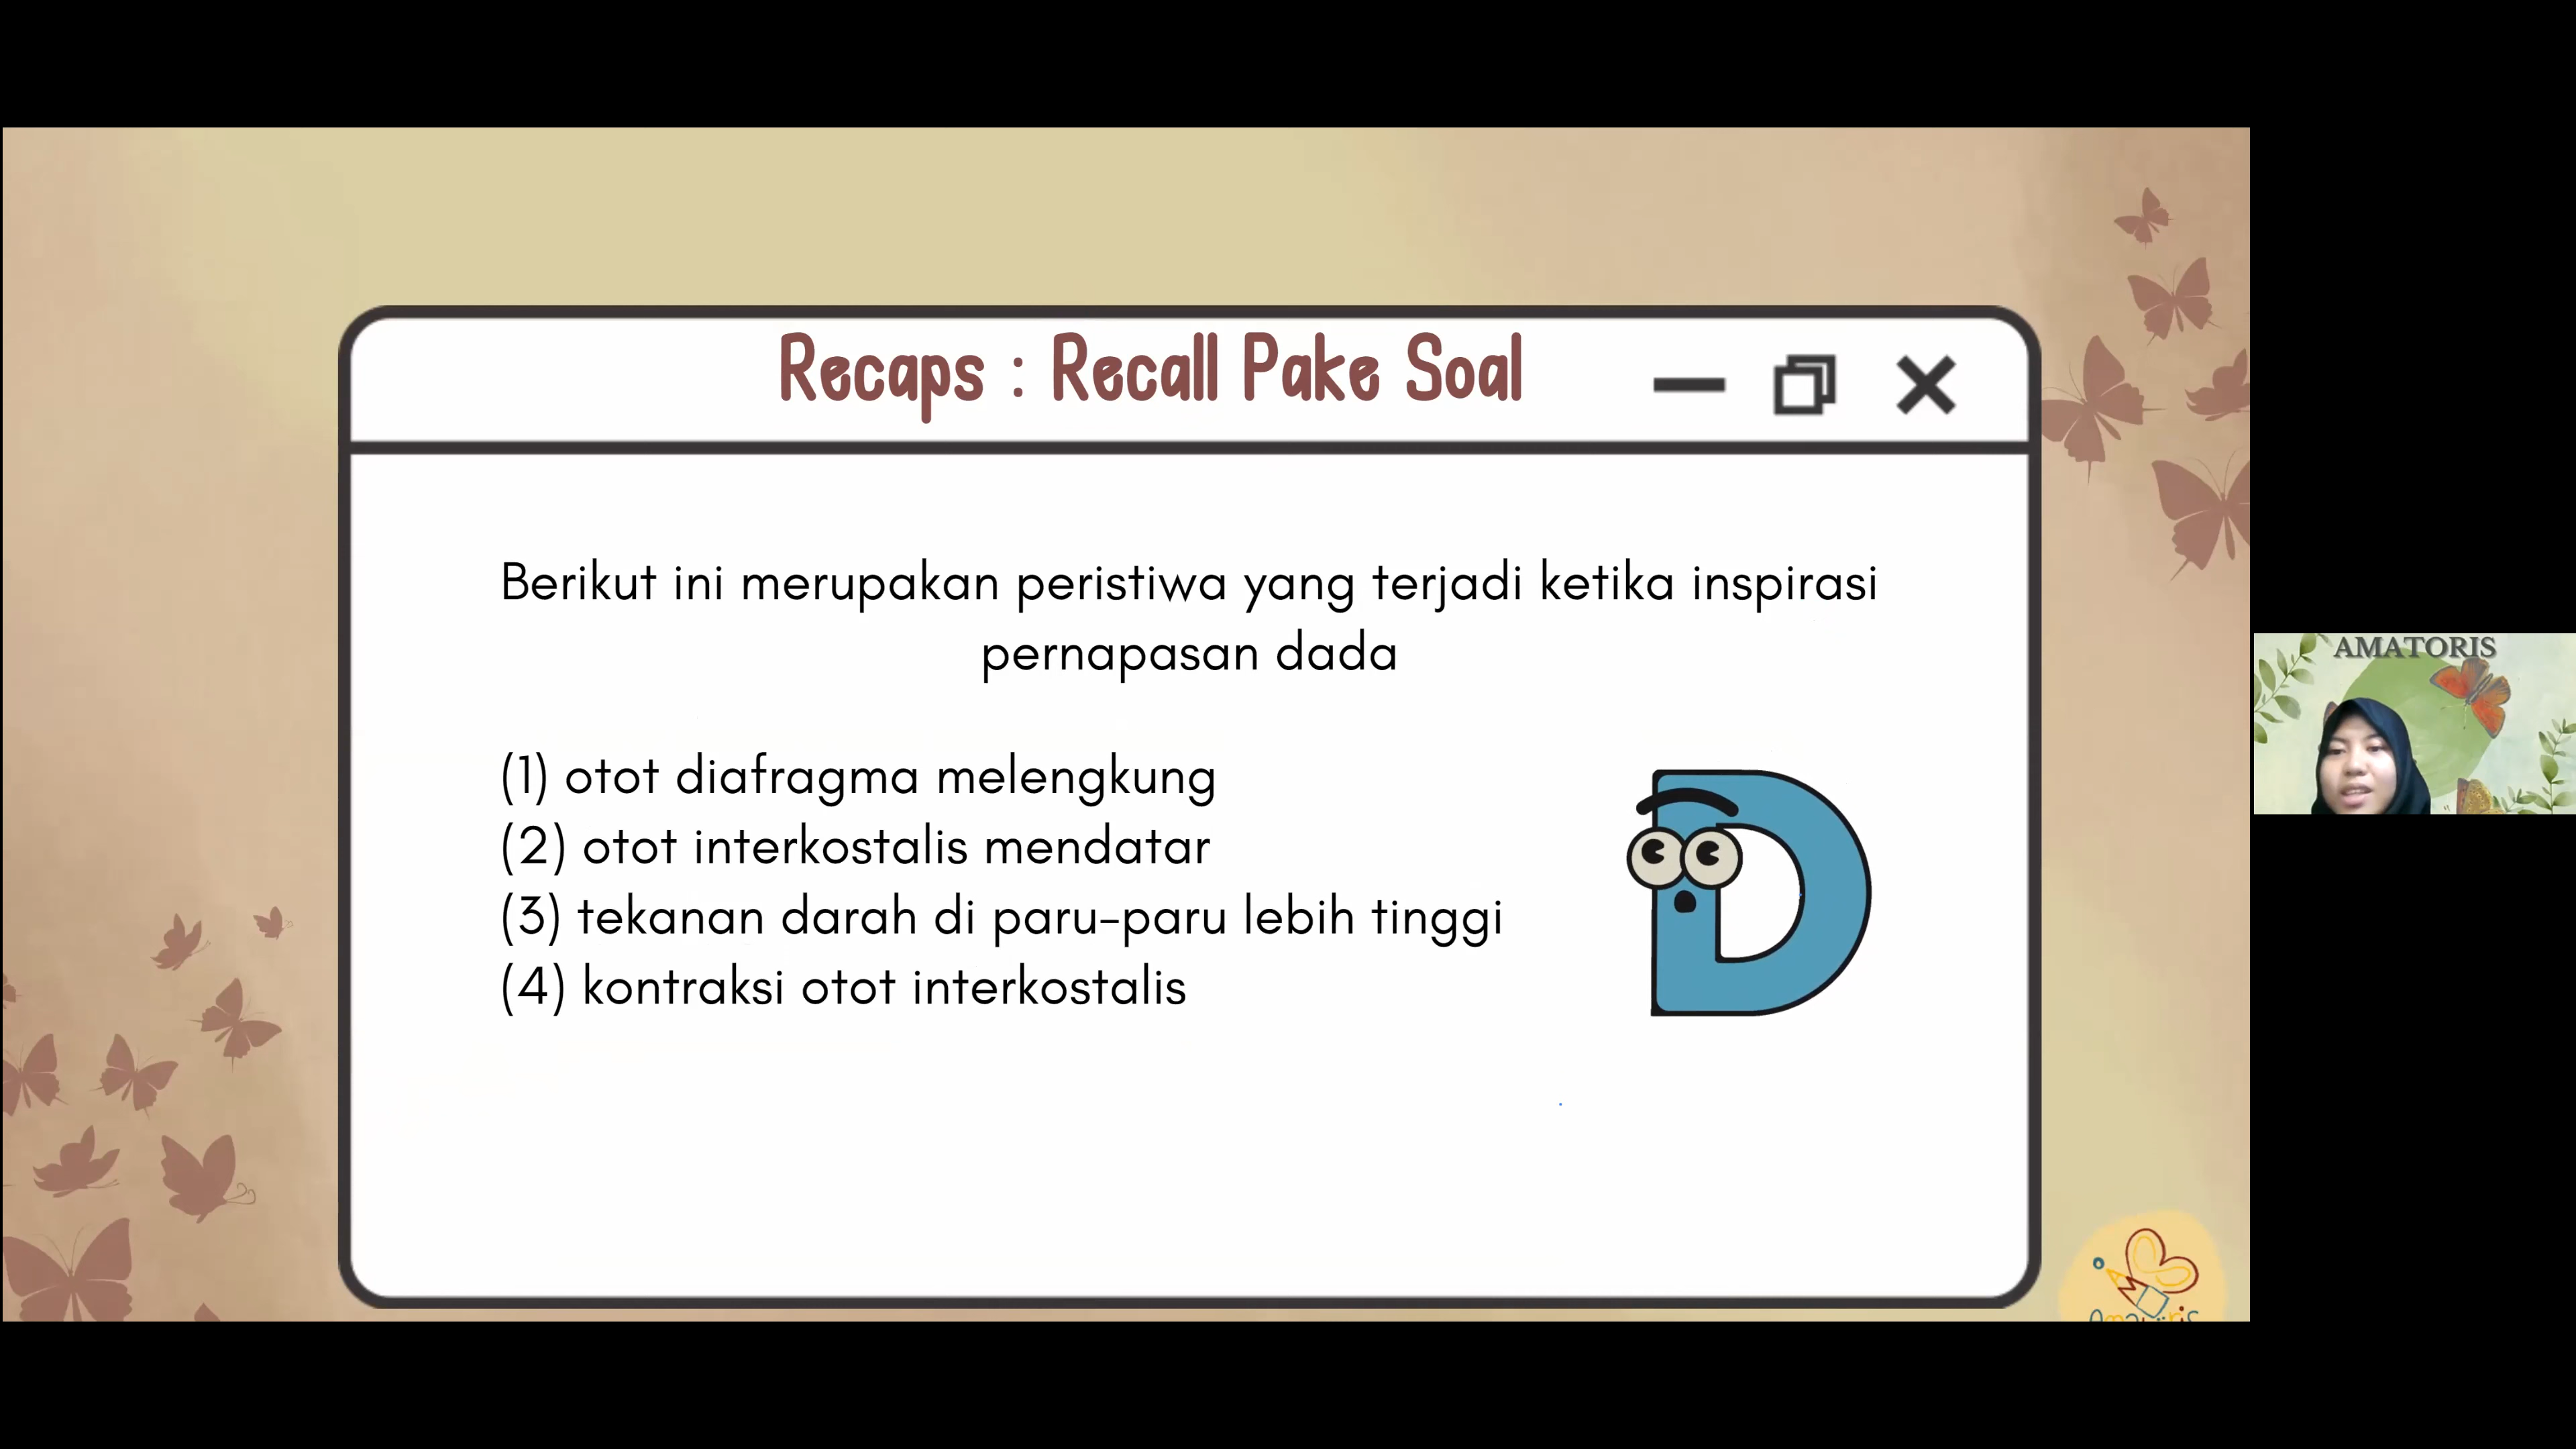 Recaps : Recall Pake Soal
Berikut ini merupakan peristiwa yang terjadi ketika inspirasi
pernapasan dada
(1) otot diafragma melengkung
(2) otot interkostalis mendatar
(3) tekanan darah di paru-paru lebih tinggi
(4) kontraksi otot interkostalis
D
AMATORIS